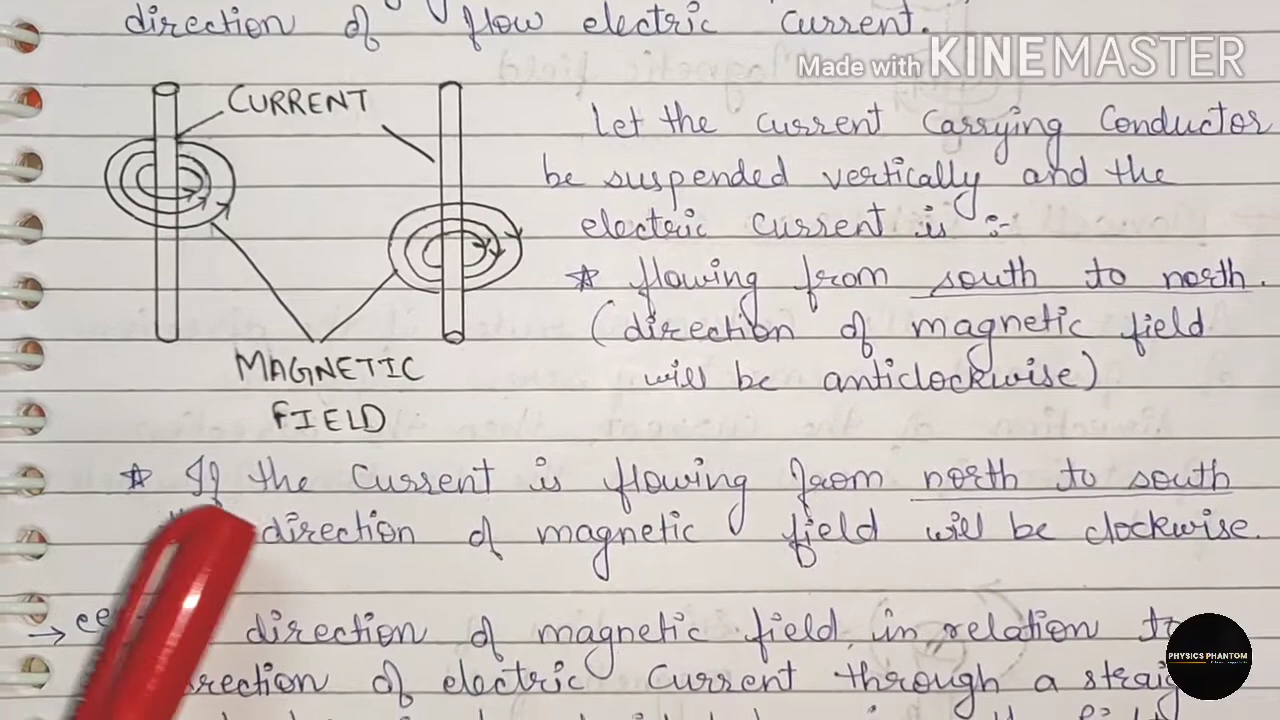 direction of flow electric current.
Made with KINEMASTER
CURRENT
Let the current carrying conductor
be suspended vertically and the
electric current is :-
* flowing from south to north.
(direction of magnetic field
will be anticlockwise)
MAGNETIC
FIELD
* If the current is flowing from north to south
direction of magnetic field will be clockwise.
→ direction of magnetic field in relation to
direction of electric current through a
PHYSICS PHANTOM